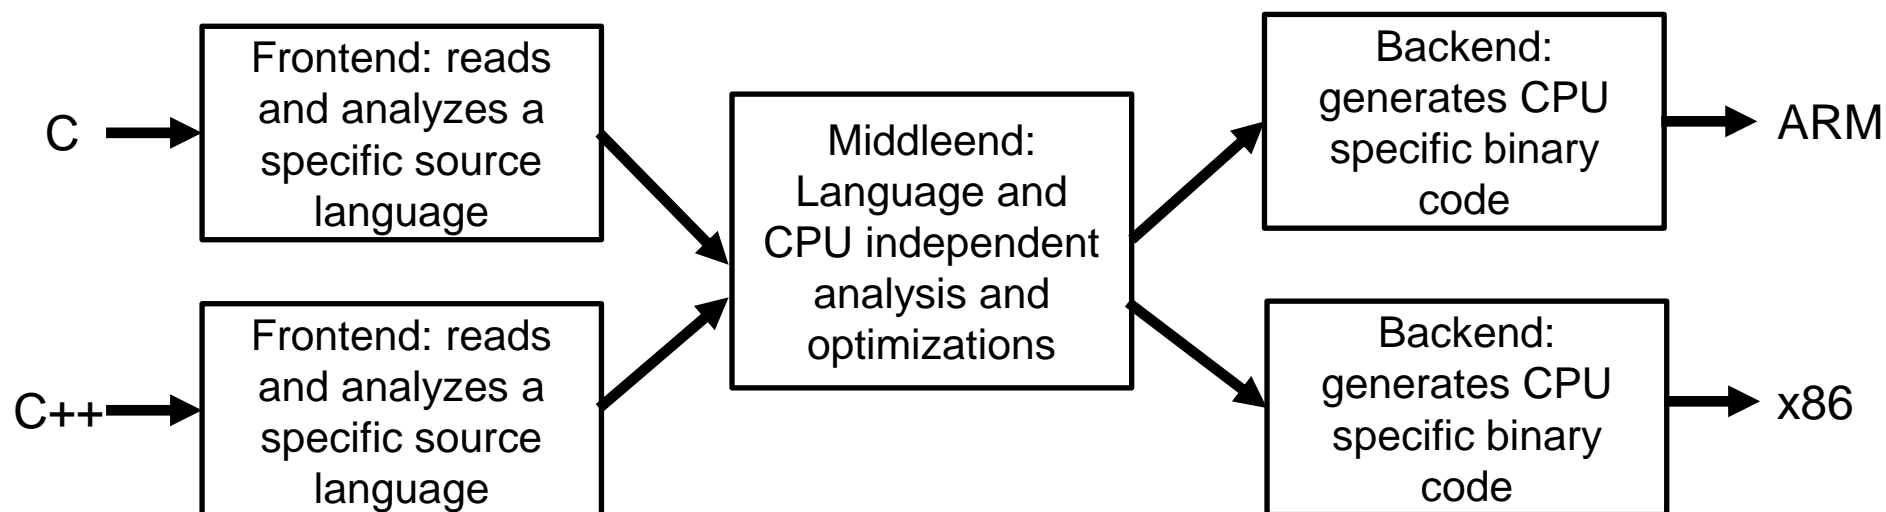 C
Frontend: reads
and analyzes a
specific source
language
C++
Frontend: reads
and analyzes a
specific source
language
Middleend:
Language and
CPU independent
analysis and
optimizations
Backend:
generates CPU
specific binary
code
ARM
Backend:
generates CPU
specific binary
code
x86